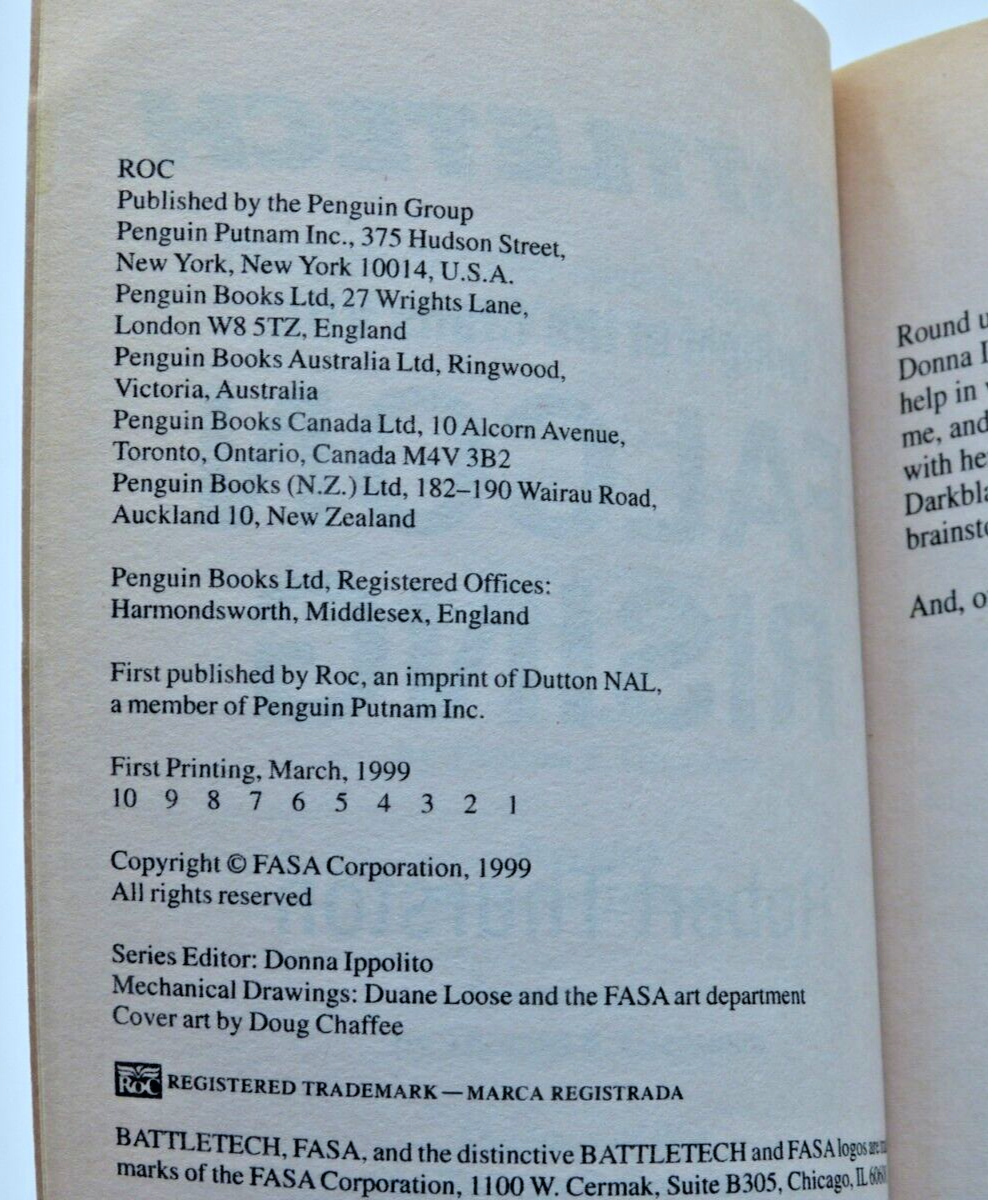 ROC
Published by the Penguin Group
Penguin Putnam Inc., 375 Hudson Street,
New York, New York 10014, U.S.A.
Penguin Books Ltd, 27 Wrights Lane,
London W8 5TZ, England
Penguin Books Australia Ltd, Ringwood,
Victoria, Australia
Penguin Books Canada Ltd, 10 Alcorn Avenue,
Toronto, Ontario, Canada M4V 3B2
Penguin Books (N.Z.) Ltd, 182–190 Wairau Road,
Auckland 10, New Zealand
Penguin Books Ltd, Registered Offices:
Harmondsworth, Middlesex, England
First published by Roc, an imprint of Dutton NAL,
a member of Penguin Putnam Inc.
First Printing, March, 1999
10 9 8 7 6 5 4 3 2 1
Copyright © FASA Corporation, 1999
All rights reserved
Series Editor: Donna Ippolito
Mechanical Drawings: Duane Loose and the FASA art department
Cover art by Doug Chaffee
ROC REGISTERED TRADEMARK — MARCA REGISTRADA
BATTLETECH, FASA, and the distinctive BATTLETECH and FASA logos are
marks of the FASA Corporation, 1100 W. Cermak, Suite B305, Chicago, IL
Round
Donna
help in
me, and
with
And,